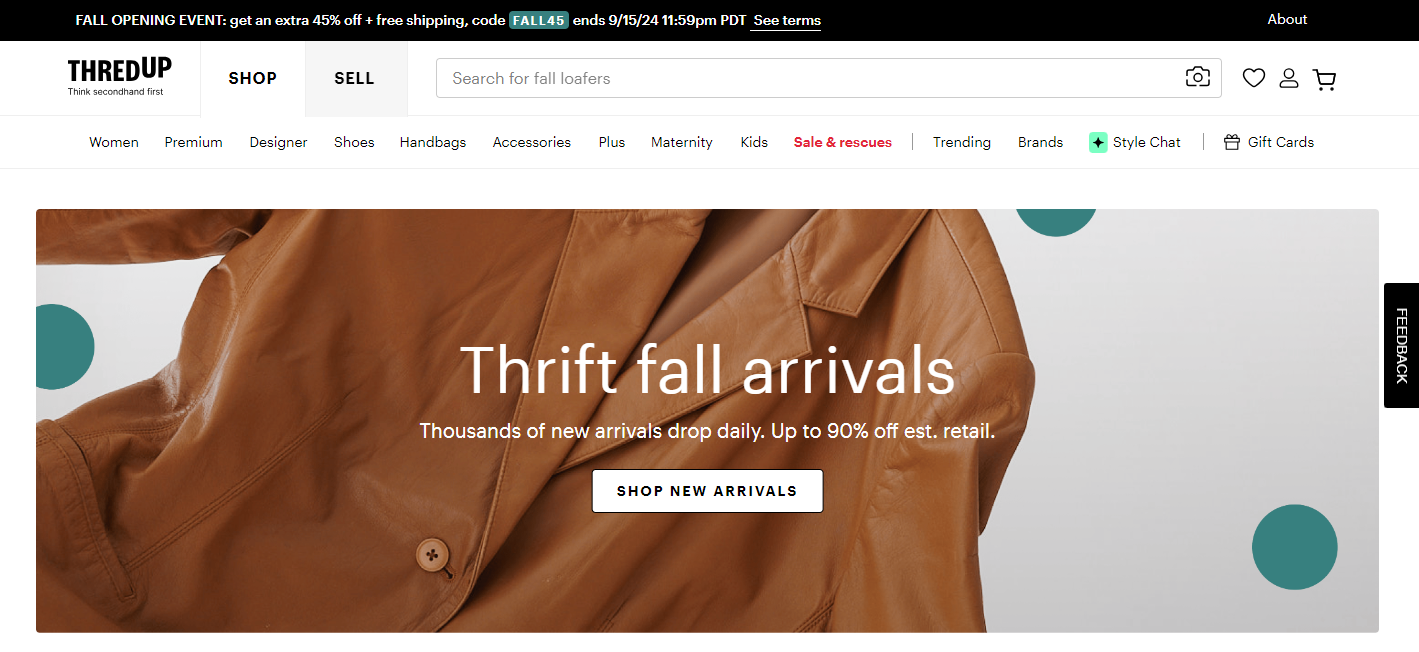 FALL OPENING EVENT: get an extra 45% off + free shipping, code FALL45 ends 9/15/24 11:59pm PDT See terms
About
THREDUP
Think secondhand first
SHOP
SELL
Search for fall loafers
Women
Premium
Designer
Shoes
Handbags
Accessories
Plus
Maternity
Kids
Sale & rescues
Trending
Brands
Style Chat
Gift Cards
Thrift fall arrivals
Thousands of new arrivals drop daily. Up to 90% off est. retail.
SHOP NEW ARRIVALS
FEEDBACK